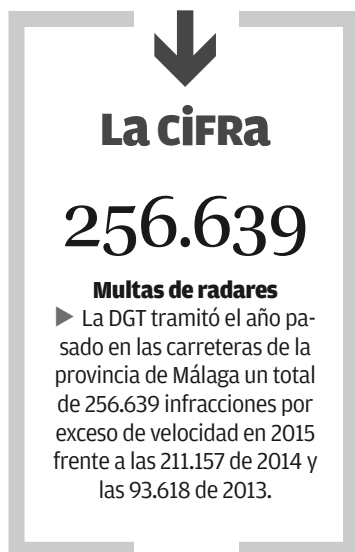 La CiFRa
256.639
Multas de radares
▶ La DGT tramitó el año pa-
sado en las carreteras de la
provincia de Málaga un total
de 256.639 infracciones por
exceso de velocidad en 2015
frente a las 211.157 de 2014 y
las 93.618 de 2013.